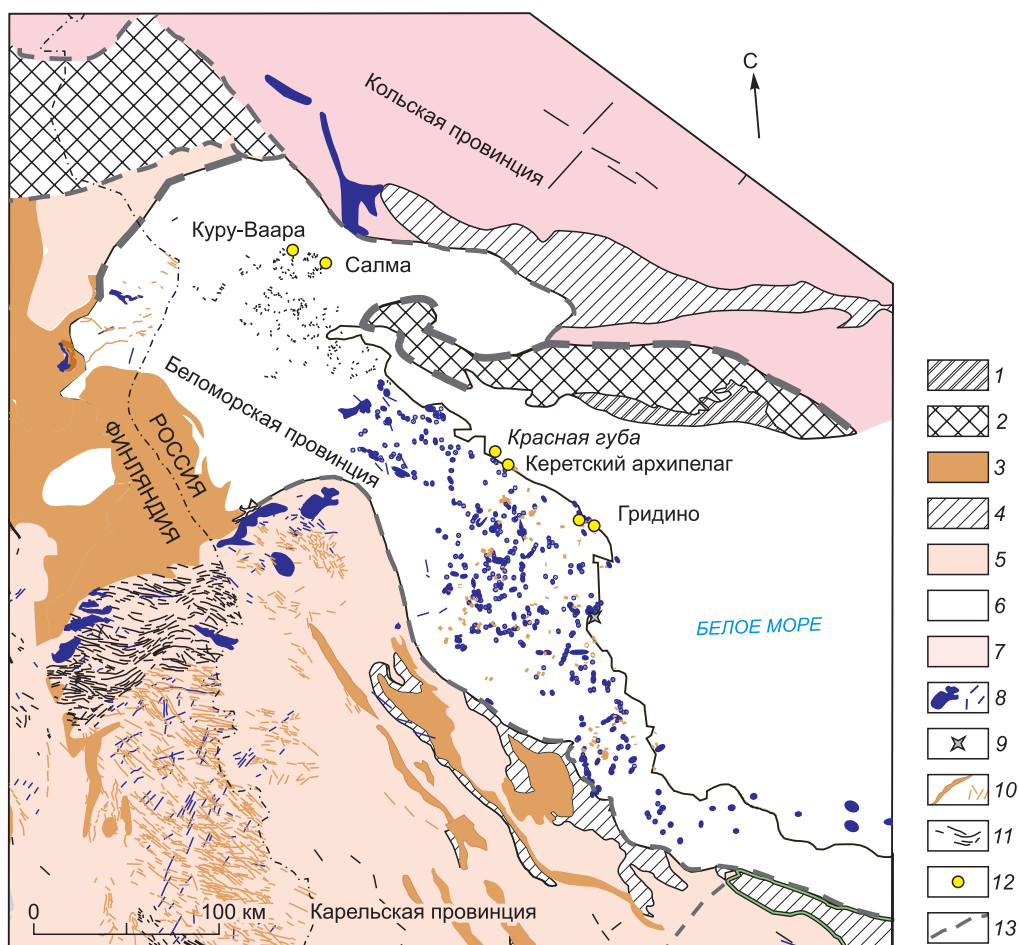 С
Кольская провинция
Куру-Ваара
Салма
Беломорская провинция
РОССИЯ
ФИНЛЯНДИЯ
Красная губа
Керетский архипелаг
Гридино
БЕЛОЕ МОРЕ
Карельская провинция
0 100 км
1
2
3
4
5
6
7
8
9
10
11
12
13